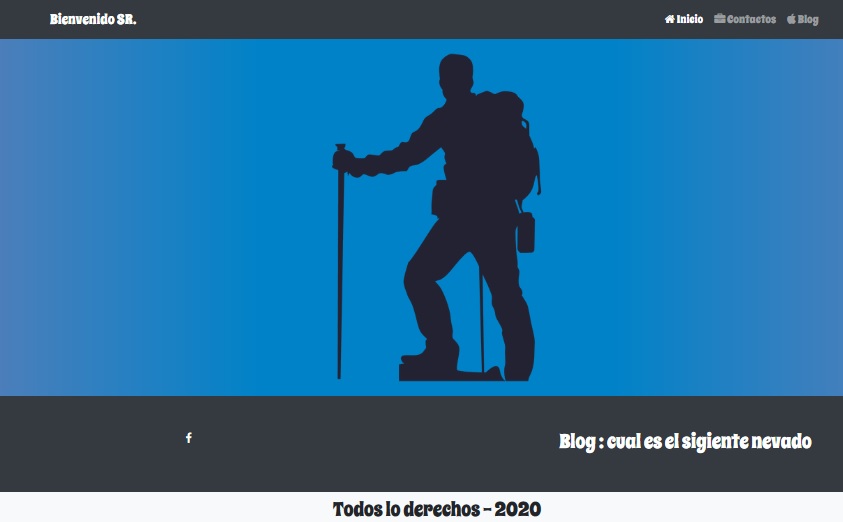 Bienvenido SR.
Inicio Contactos Blog
Blog : cual es el sigiente nevado
Todos lo derechos - 2020